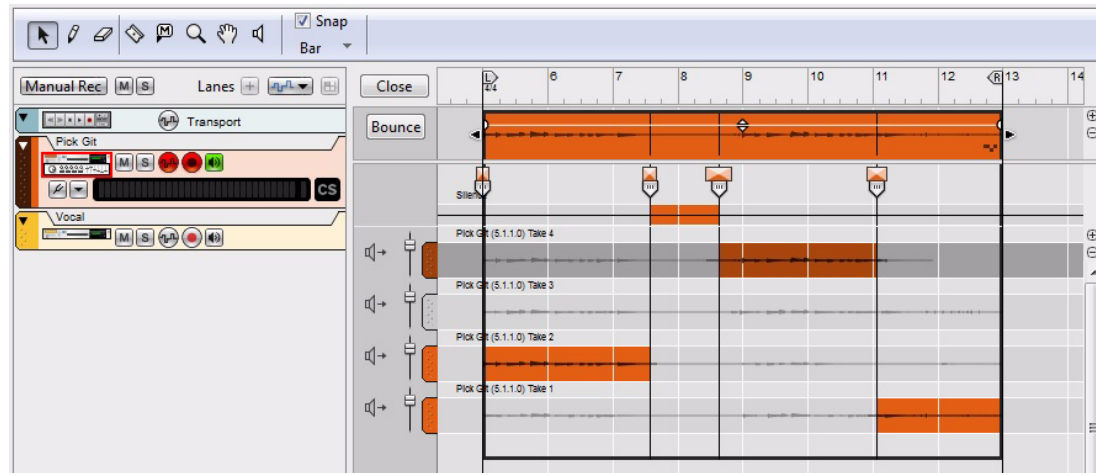 Snap
Bar
Manual Rec M S Lanes
Close
L 6 7 8 9 10 11 12 R 13 14
4/4
Transport
Bounce
Pick Git
M S
CS
Vocal
M S
Pick Git (5.1.1.0) Take 4
Pick Git (5.1.1.0) Take 3
Pick Git (5.1.1.0) Take 2
Pick Git (5.1.1.0) Take 1